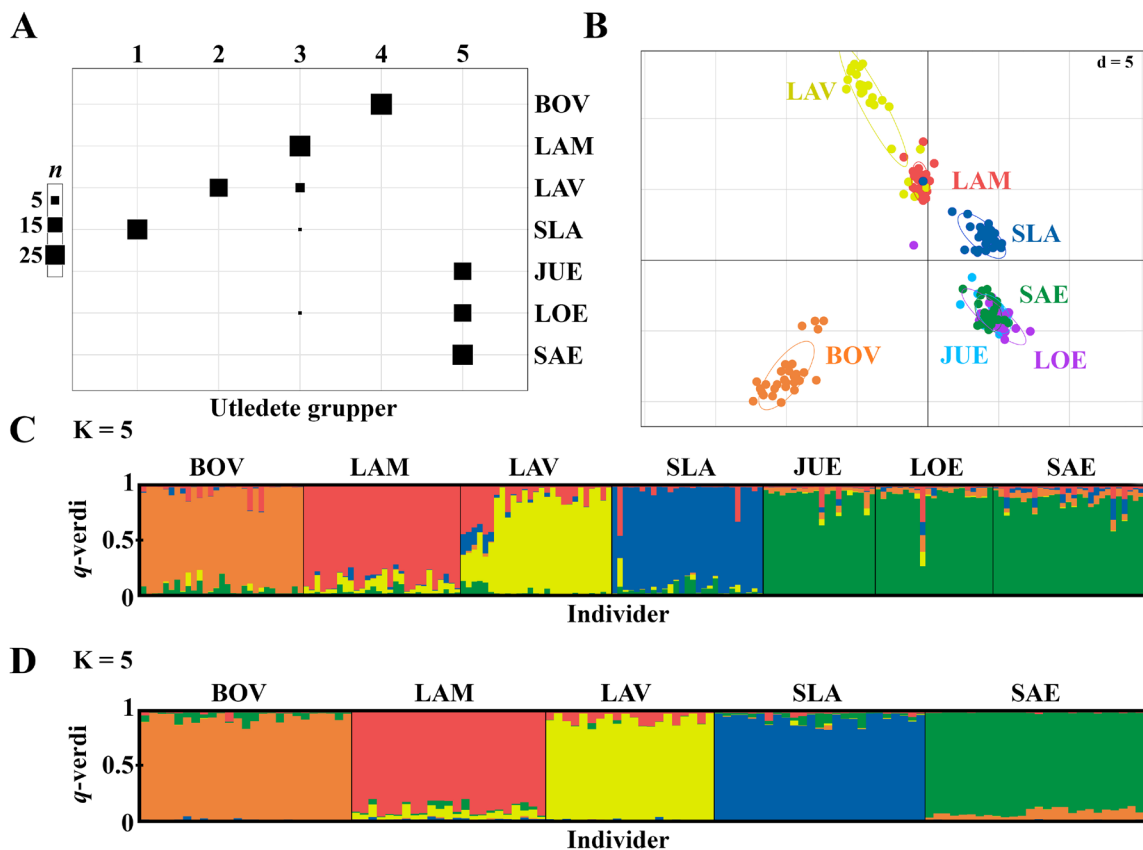 A
1 2 3 4 5
BOV
LAM
LAV
SLA
JUE
LOE
SAE
n
5
15
25
Utledete grupper
B
d = 5
LAV
LAM
SLA
SAE
JUE
LOE
BOV
C K = 5
BOV LAM LAV SLA JUE LOE SAE
1
0.5
0
q-verdi
Individer
D K = 5
BOV LAM LAV SLA SAE
1
0.5
0
q-verdi
Individer